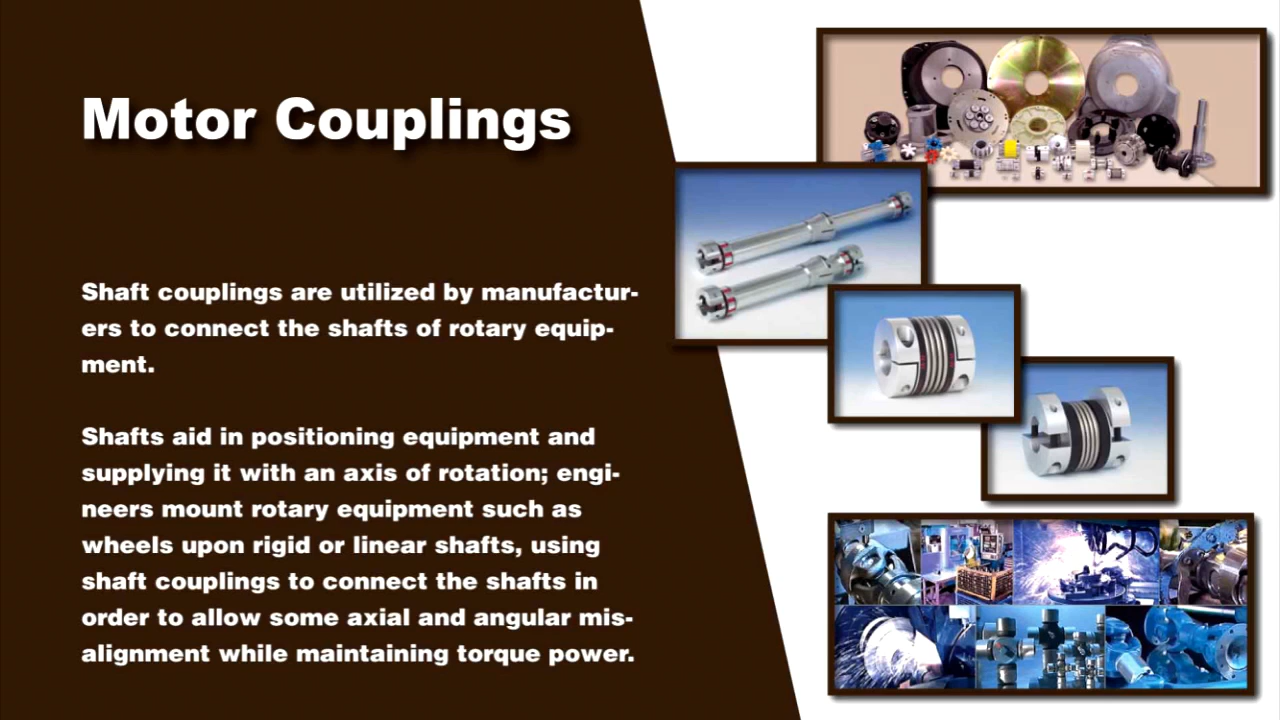 Motor Couplings
Shaft couplings are utilized by manufactur-
ers to connect the shafts of rotary equip-
ment.
Shafts aid in positioning equipment and
supplying it with an axis of rotation; engi-
neers mount rotary equipment such as
wheels upon rigid or linear shafts, using
shaft couplings to connect the shafts in
order to allow some axial and angular mis-
alignment while maintaining torque power.